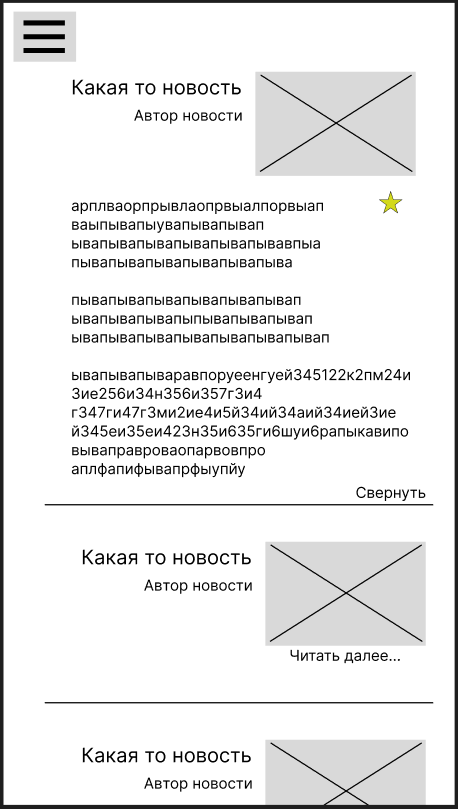 Какая то новость
Автор новости
арплваорпрывлаопрвыалпорвыап
ваыпывапыувапывапывап
ывапывапывапывапывапывавпыа
пывапывапывапывапывапыва
пывапывапывапывапывапывап
ывапывапывапыпывапывапывап
ывапывапывапывапывапывапывап
ывапывапываравпоруеенгуей345122к2пм24и
3ие256и34н356и357г3и4
г347ги47г3ми2ие4и5й34ий34аий34ией3ие
й345еи35еи423н35и635ги6шуи6рапыкавипо
вываправроваопарвовпро
аплфапифывапрфыупйу
Свернуть
Какая то новость
Автор новости
Читать далее...
Какая то новость
Автор новости